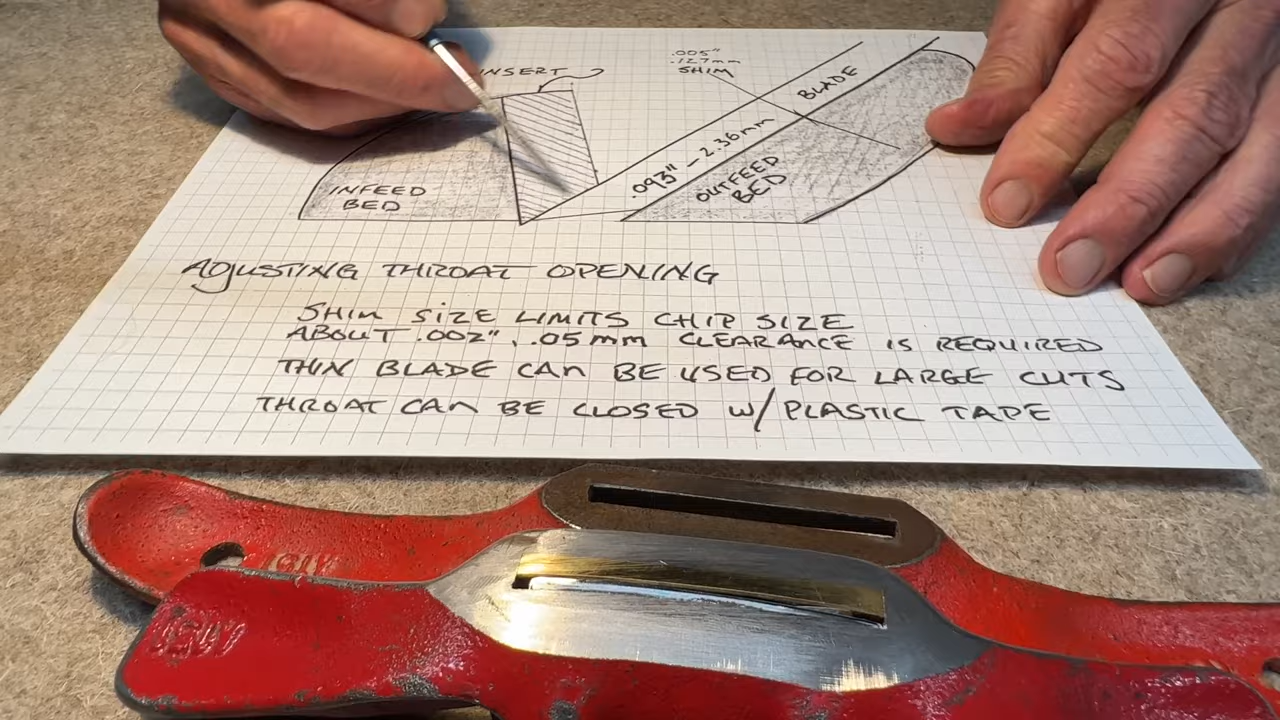 .005"
.127mm
SHIM
INSERT
BLADE
.093" - 2.36mm
OUTFEED
BED
INFEED
BED
ADJUSTING THROAT OPENING
SHIM SIZE LIMITS CHIP SIZE
ABOUT .002", .05mm CLEARANCE IS REQUIRED
THIN BLADE CAN BE USED FOR LARGE CUTS
THROAT CAN BE CLOSED W/PLASTIC TAPE